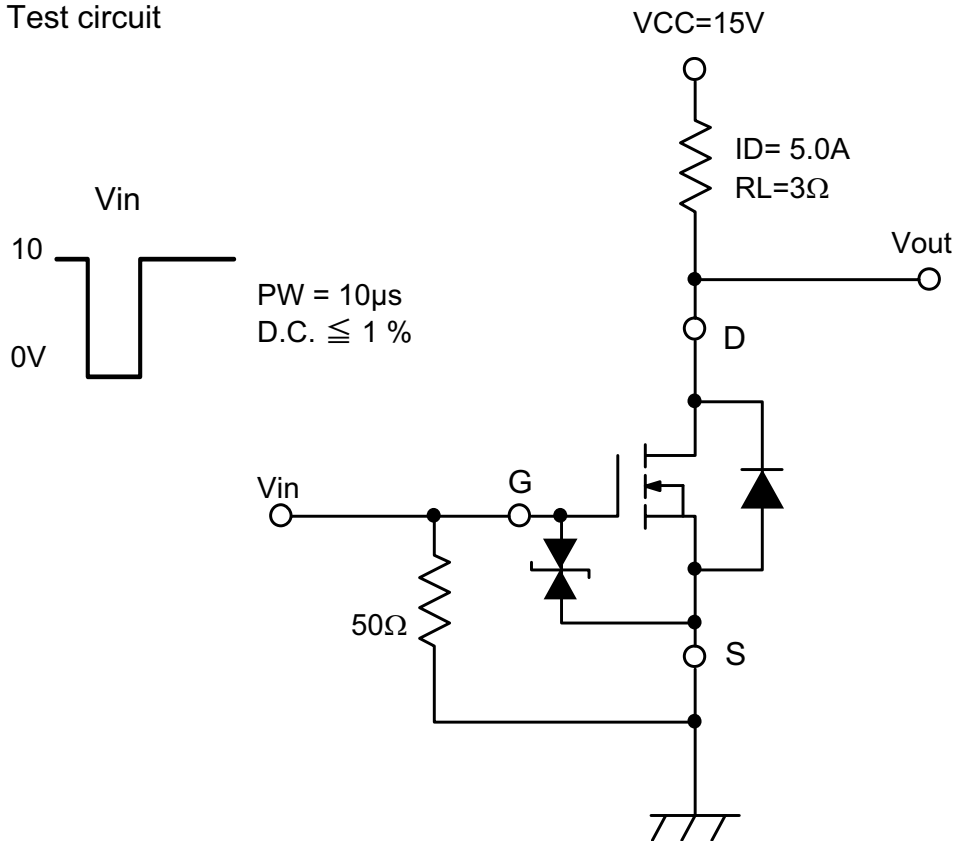 Test circuit
VCC=15V
ID= 5.0A
RL=3Ω
Vin
10
Vout
PW = 10µs
D.C. ≦ 1 %
0V
D
Vin
G
50Ω
S